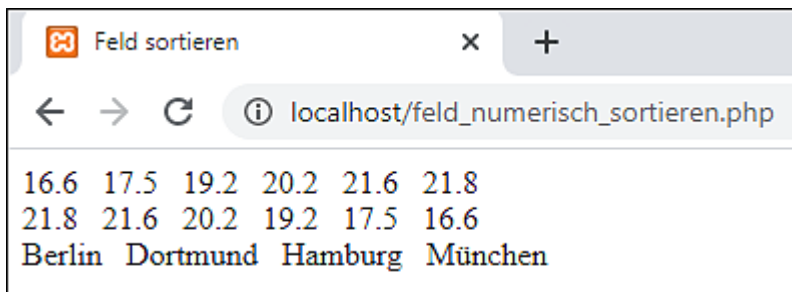 Feld sortieren
localhost/feld_numerisch_sortieren.php
16.6 17.5 19.2 20.2 21.6 21.8
21.8 21.6 20.2 19.2 17.5 16.6
Berlin Dortmund Hamburg München